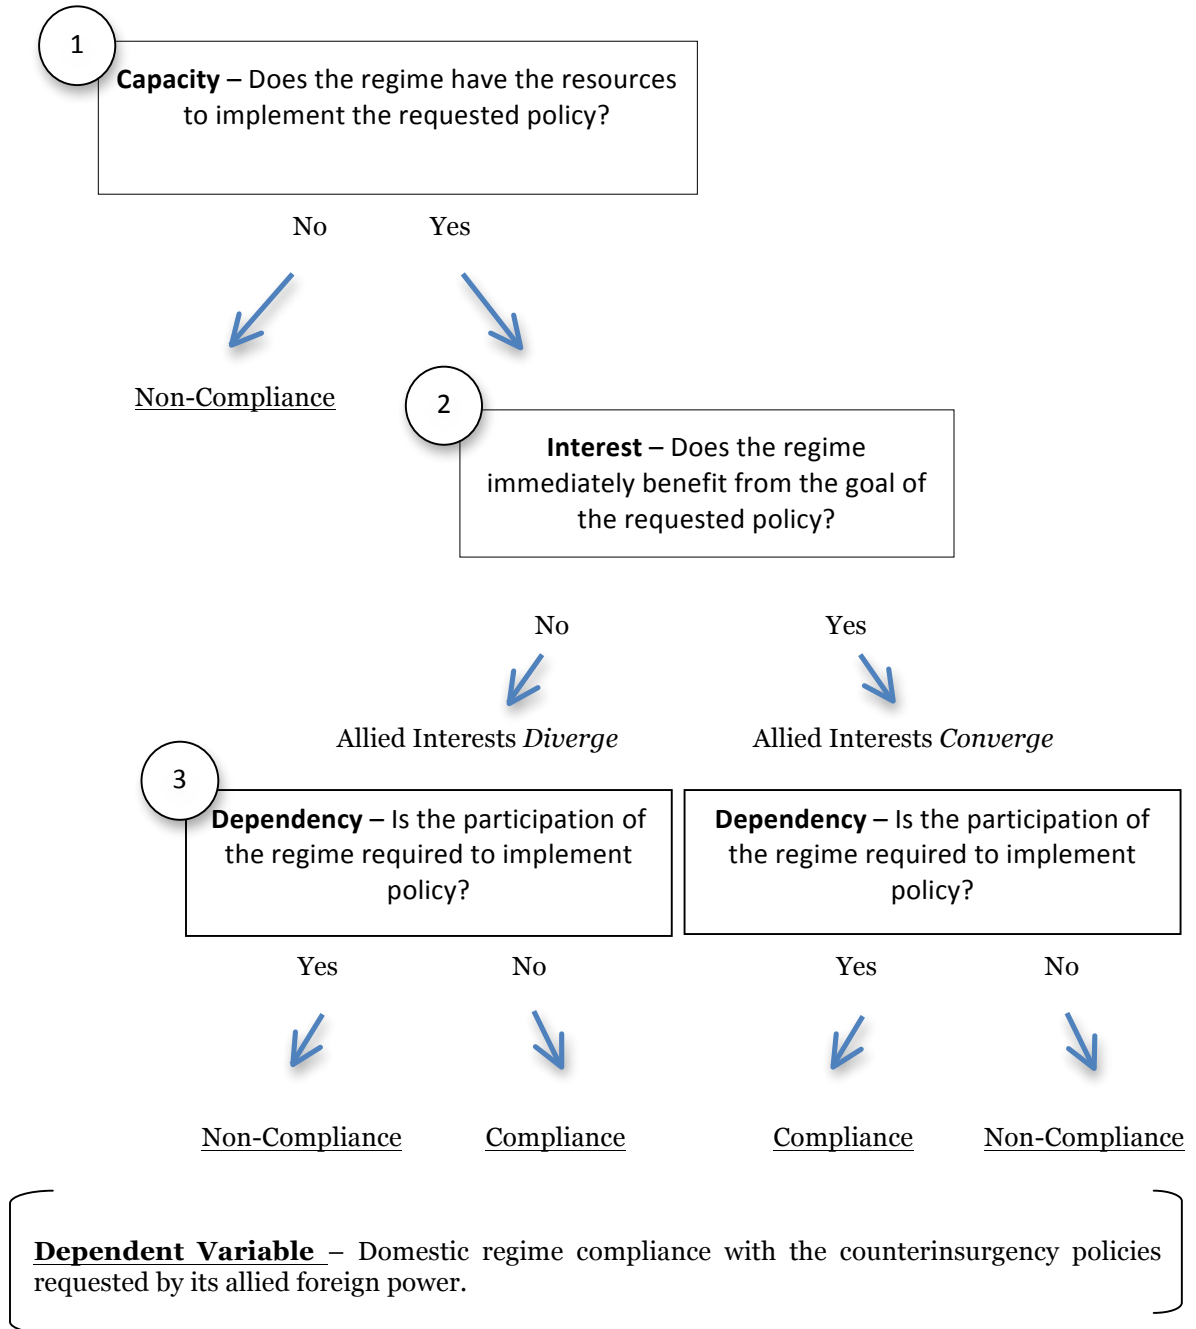 1
Capacity – Does the regime have the resources
to implement the requested policy?
No Yes
Non-Compliance
2
Interest – Does the regime
immediately benefit from the goal of
the requested policy?
No Yes
Allied Interests Diverge Allied Interests Converge
3
Dependency – Is the participation of
the regime required to implement
policy?
Dependency – Is the participation of
the regime required to implement
policy?
Yes No Yes No
Non-Compliance Compliance Compliance Non-Compliance
Dependent Variable – Domestic regime compliance with the counterinsurgency policies
requested by its allied foreign power.